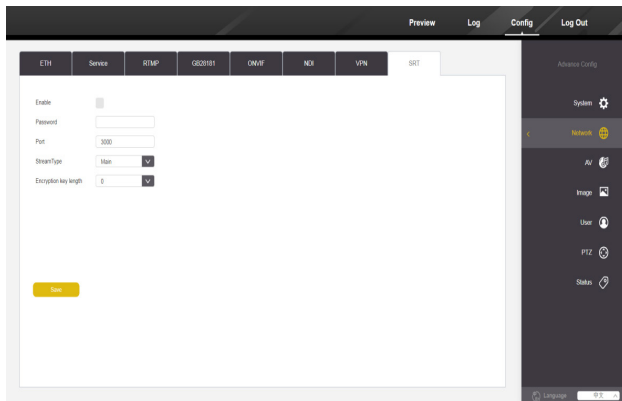 Preview Log Config Log Out
ETH Service RTMP GB28181 ONVIF NDI VPN SRT
Advance Config
Enable
System
Password
Network
Port 3000
StreamType Main
AV
Encryption key length 0
Image
User
PTZ
Status
Save
Language 中文